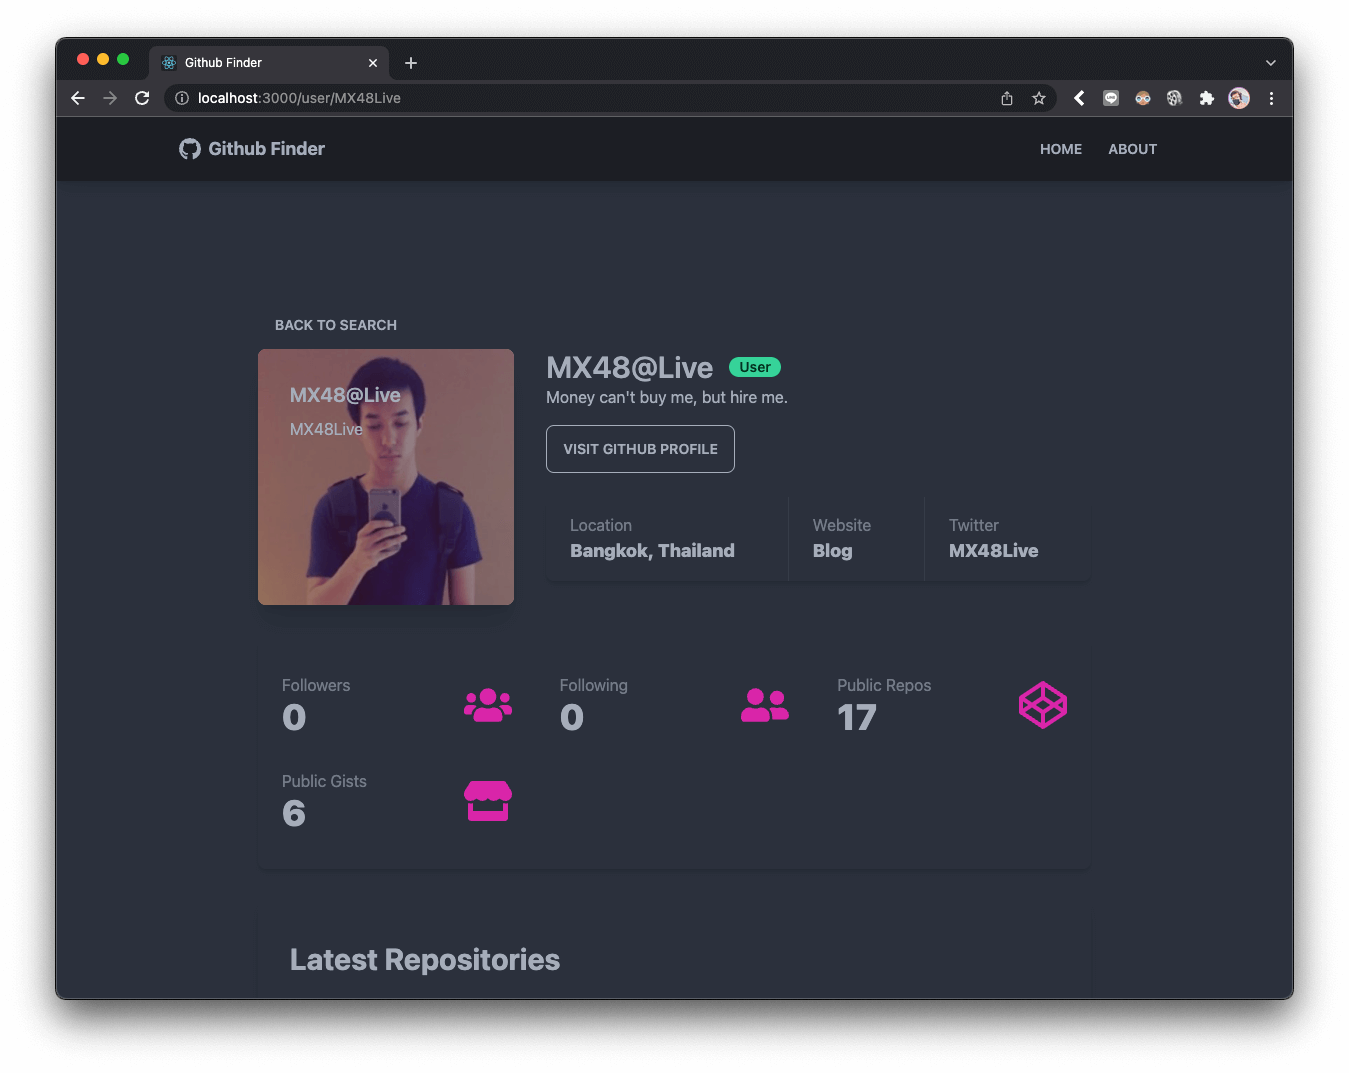 Github Finder
localhost:3000/user/MX48Live
Github Finder
HOME
ABOUT
BACK TO SEARCH
MX48@Live
MX48Live
MX48@Live User
Money can't buy me, but hire me.
VISIT GITHUB PROFILE
Location
Bangkok, Thailand
Website
Blog
Twitter
MX48Live
Followers
0
Following
0
Public Repos
17
Public Gists
6
Latest Repositories